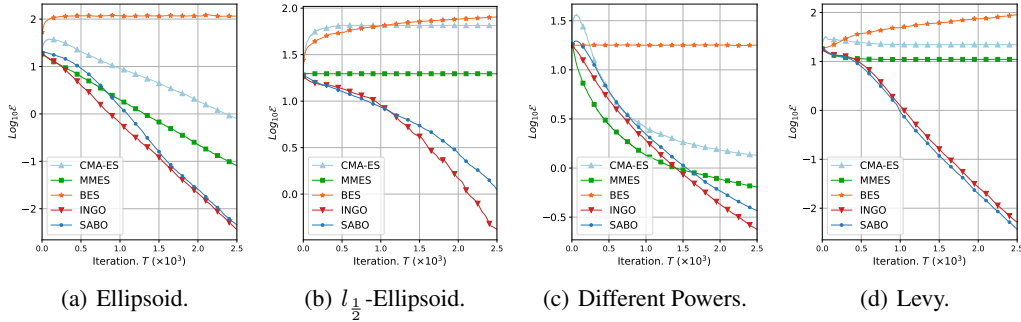 2
1
0
−1
−2
Log₁₀ℰ
CMA-ES
MMES
BES
INGO
SABO
0.0 0.5 1.0 1.5 2.0 2.5
Iteration. T (×10³)
(a) Ellipsoid.
2.0
1.5
1.0
0.5
0.0
Log₁₀ℰ
CMA-ES
MMES
BES
INGO
SABO
0.0 0.5 1.0 1.5 2.0 2.5
Iteration. T (×10³)
(b) l½-Ellipsoid.
1.5
1.0
0.5
0.0
−0.5
Log₁₀ℰ
CMA-ES
MMES
BES
INGO
SABO
0.0 0.5 1.0 1.5 2.0 2.5
Iteration. T (×10³)
(c) Different Powers.
2
1
0
−1
−2
Log₁₀ℰ
CMA-ES
MMES
BES
INGO
SABO
0.0 0.5 1.0 1.5 2.0 2.5
Iteration. T (×10³)
(d) Levy.